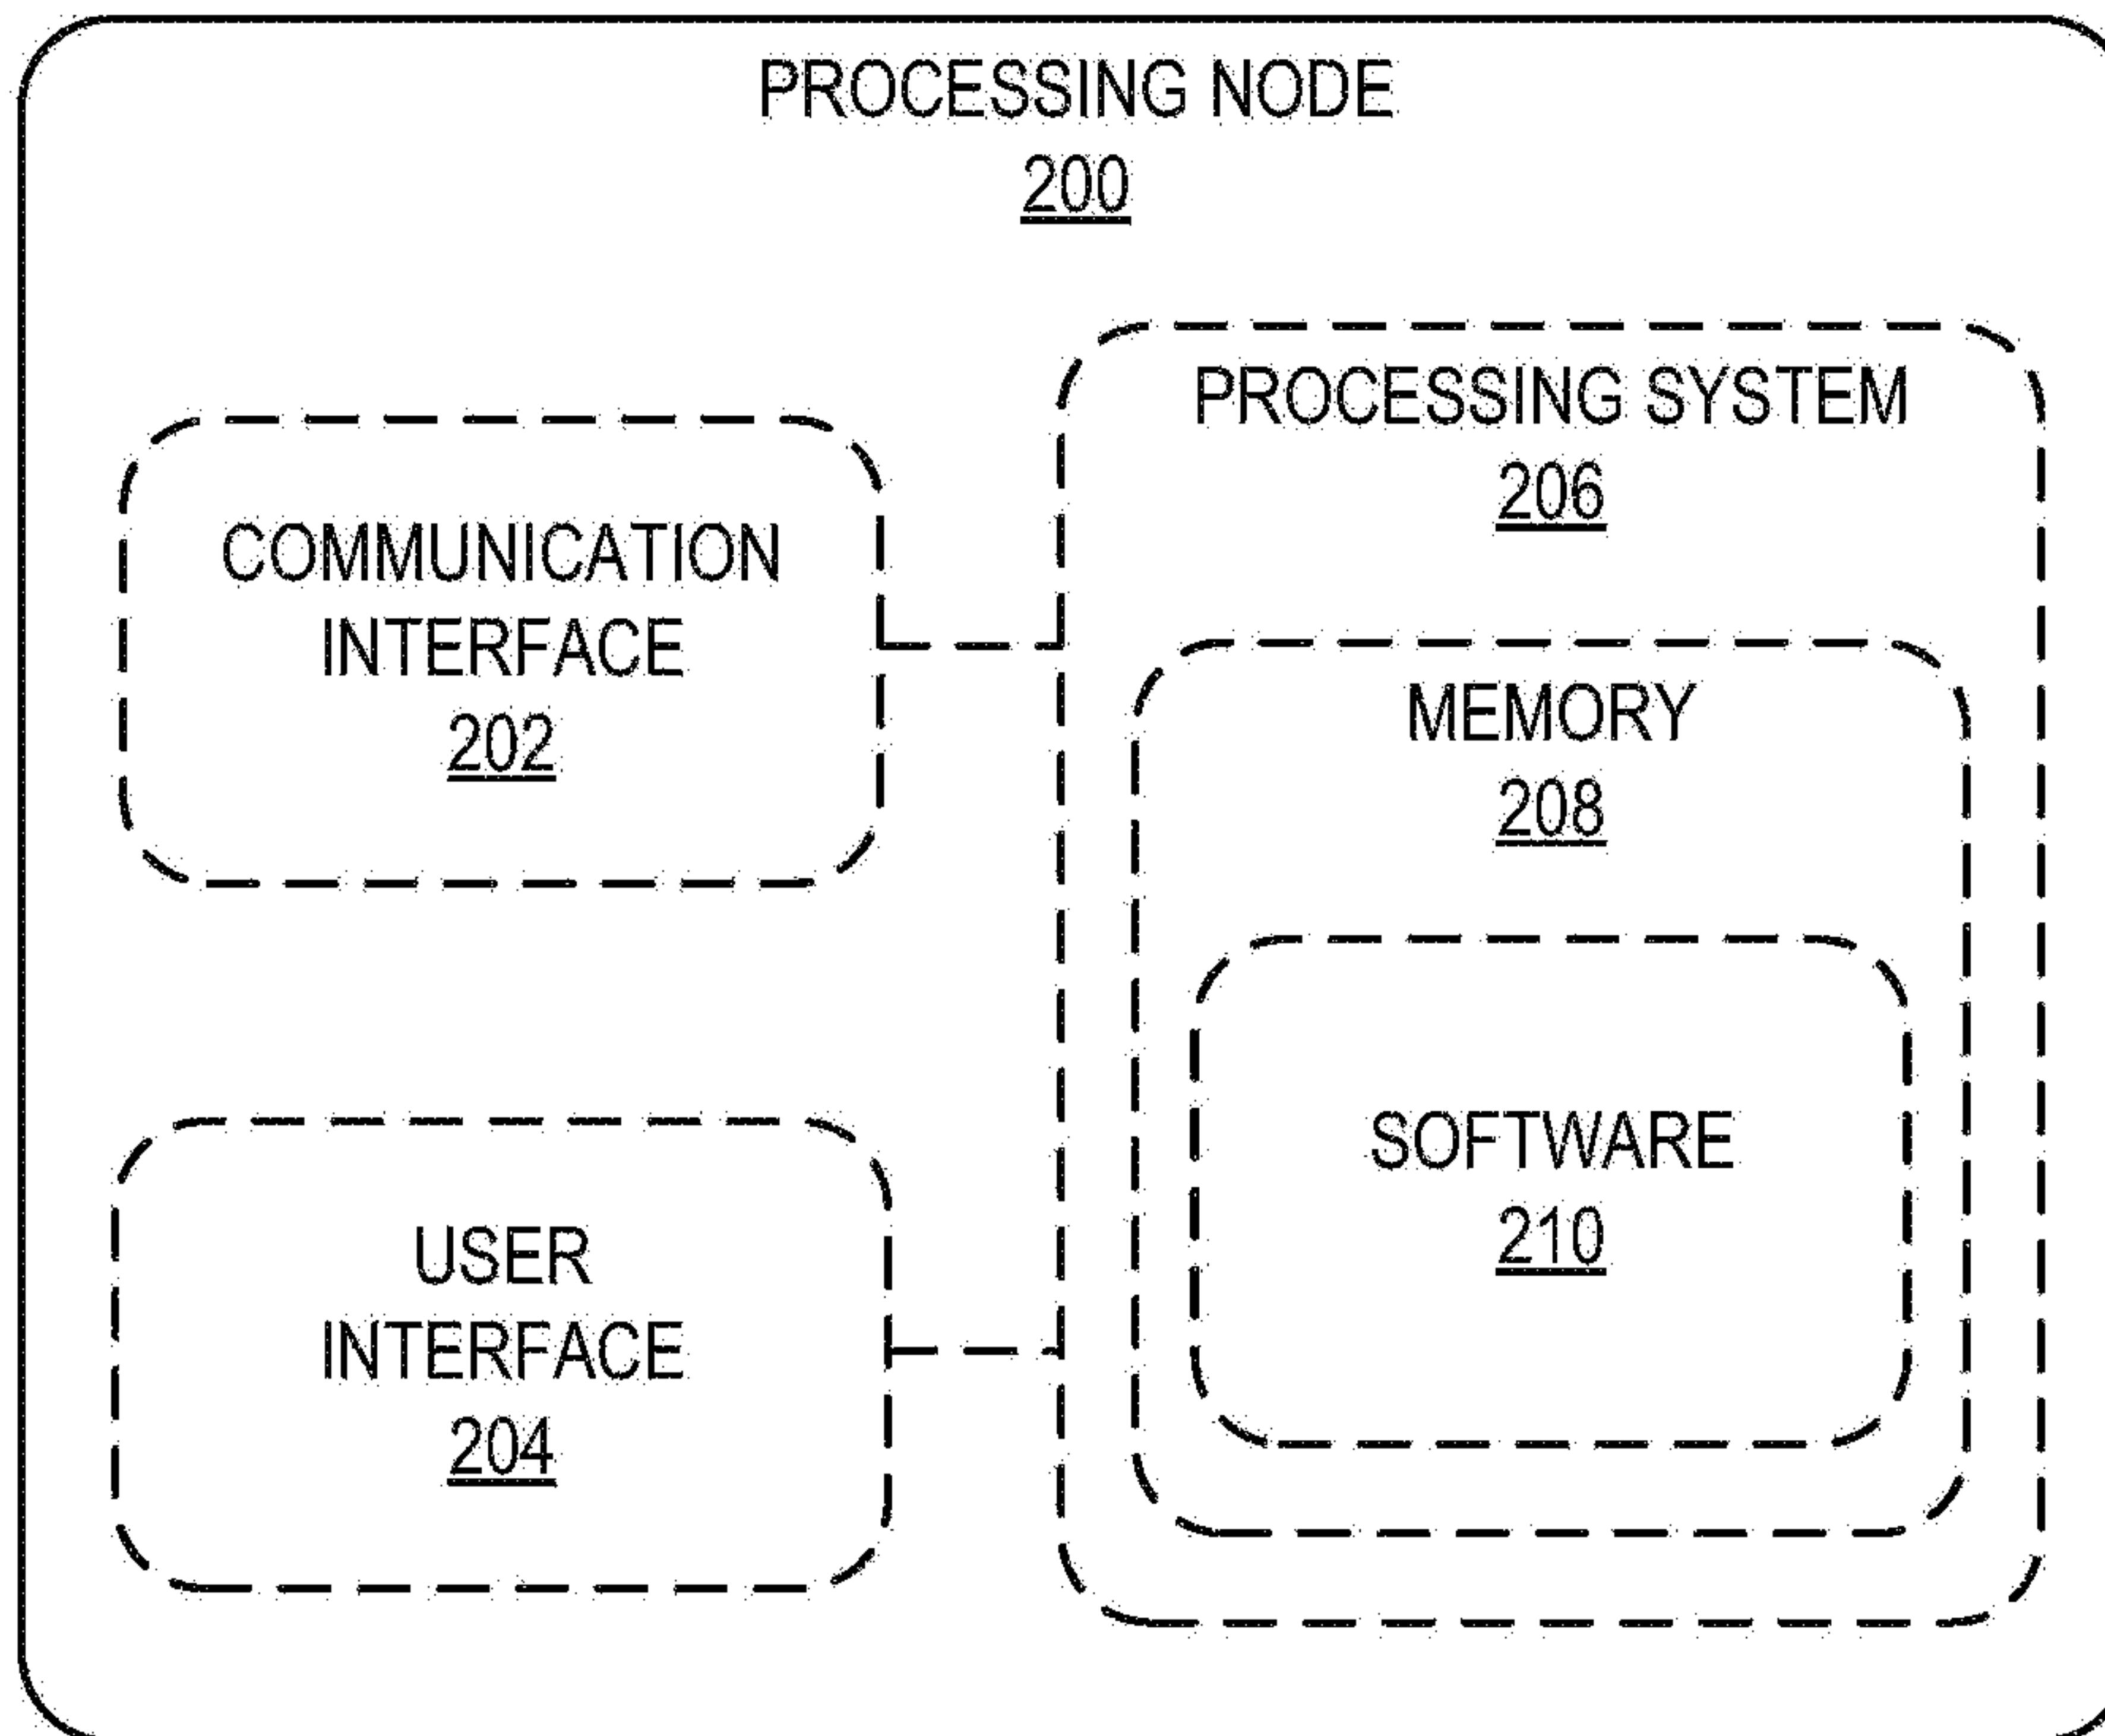 PROCESSING NODE
200
PROCESSING SYSTEM
206
COMMUNICATION
INTERFACE
202
MEMORY
208
SOFTWARE
210
USER
INTERFACE
204